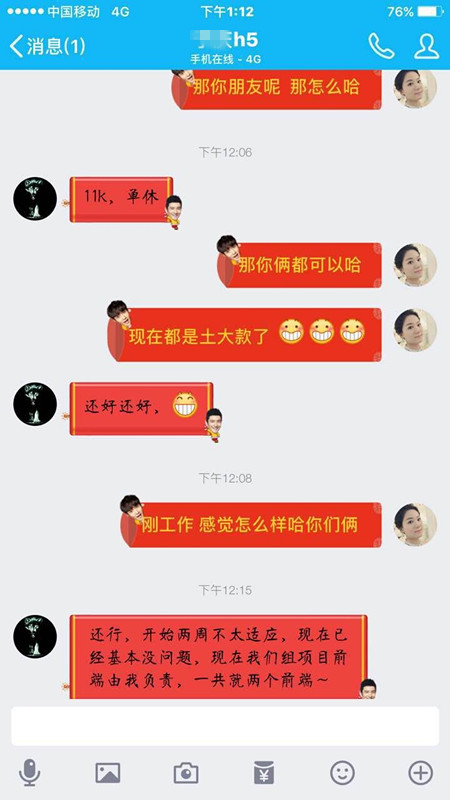 中国移动 4G 下午1:12 76%
消息(1)
h5
手机在线 - 4G
那你朋友呢 那怎么哈
下午12:06
11k，单休
那你俩都可以哈
现在都是土大款了
还好还好，
下午12:08
刚工作 感觉怎么样哈你们俩
下午12:15
还行，开始两周不太适应，现在已
经基本没问题，现在我们组项目前
端由我负责，一共就两个前端～